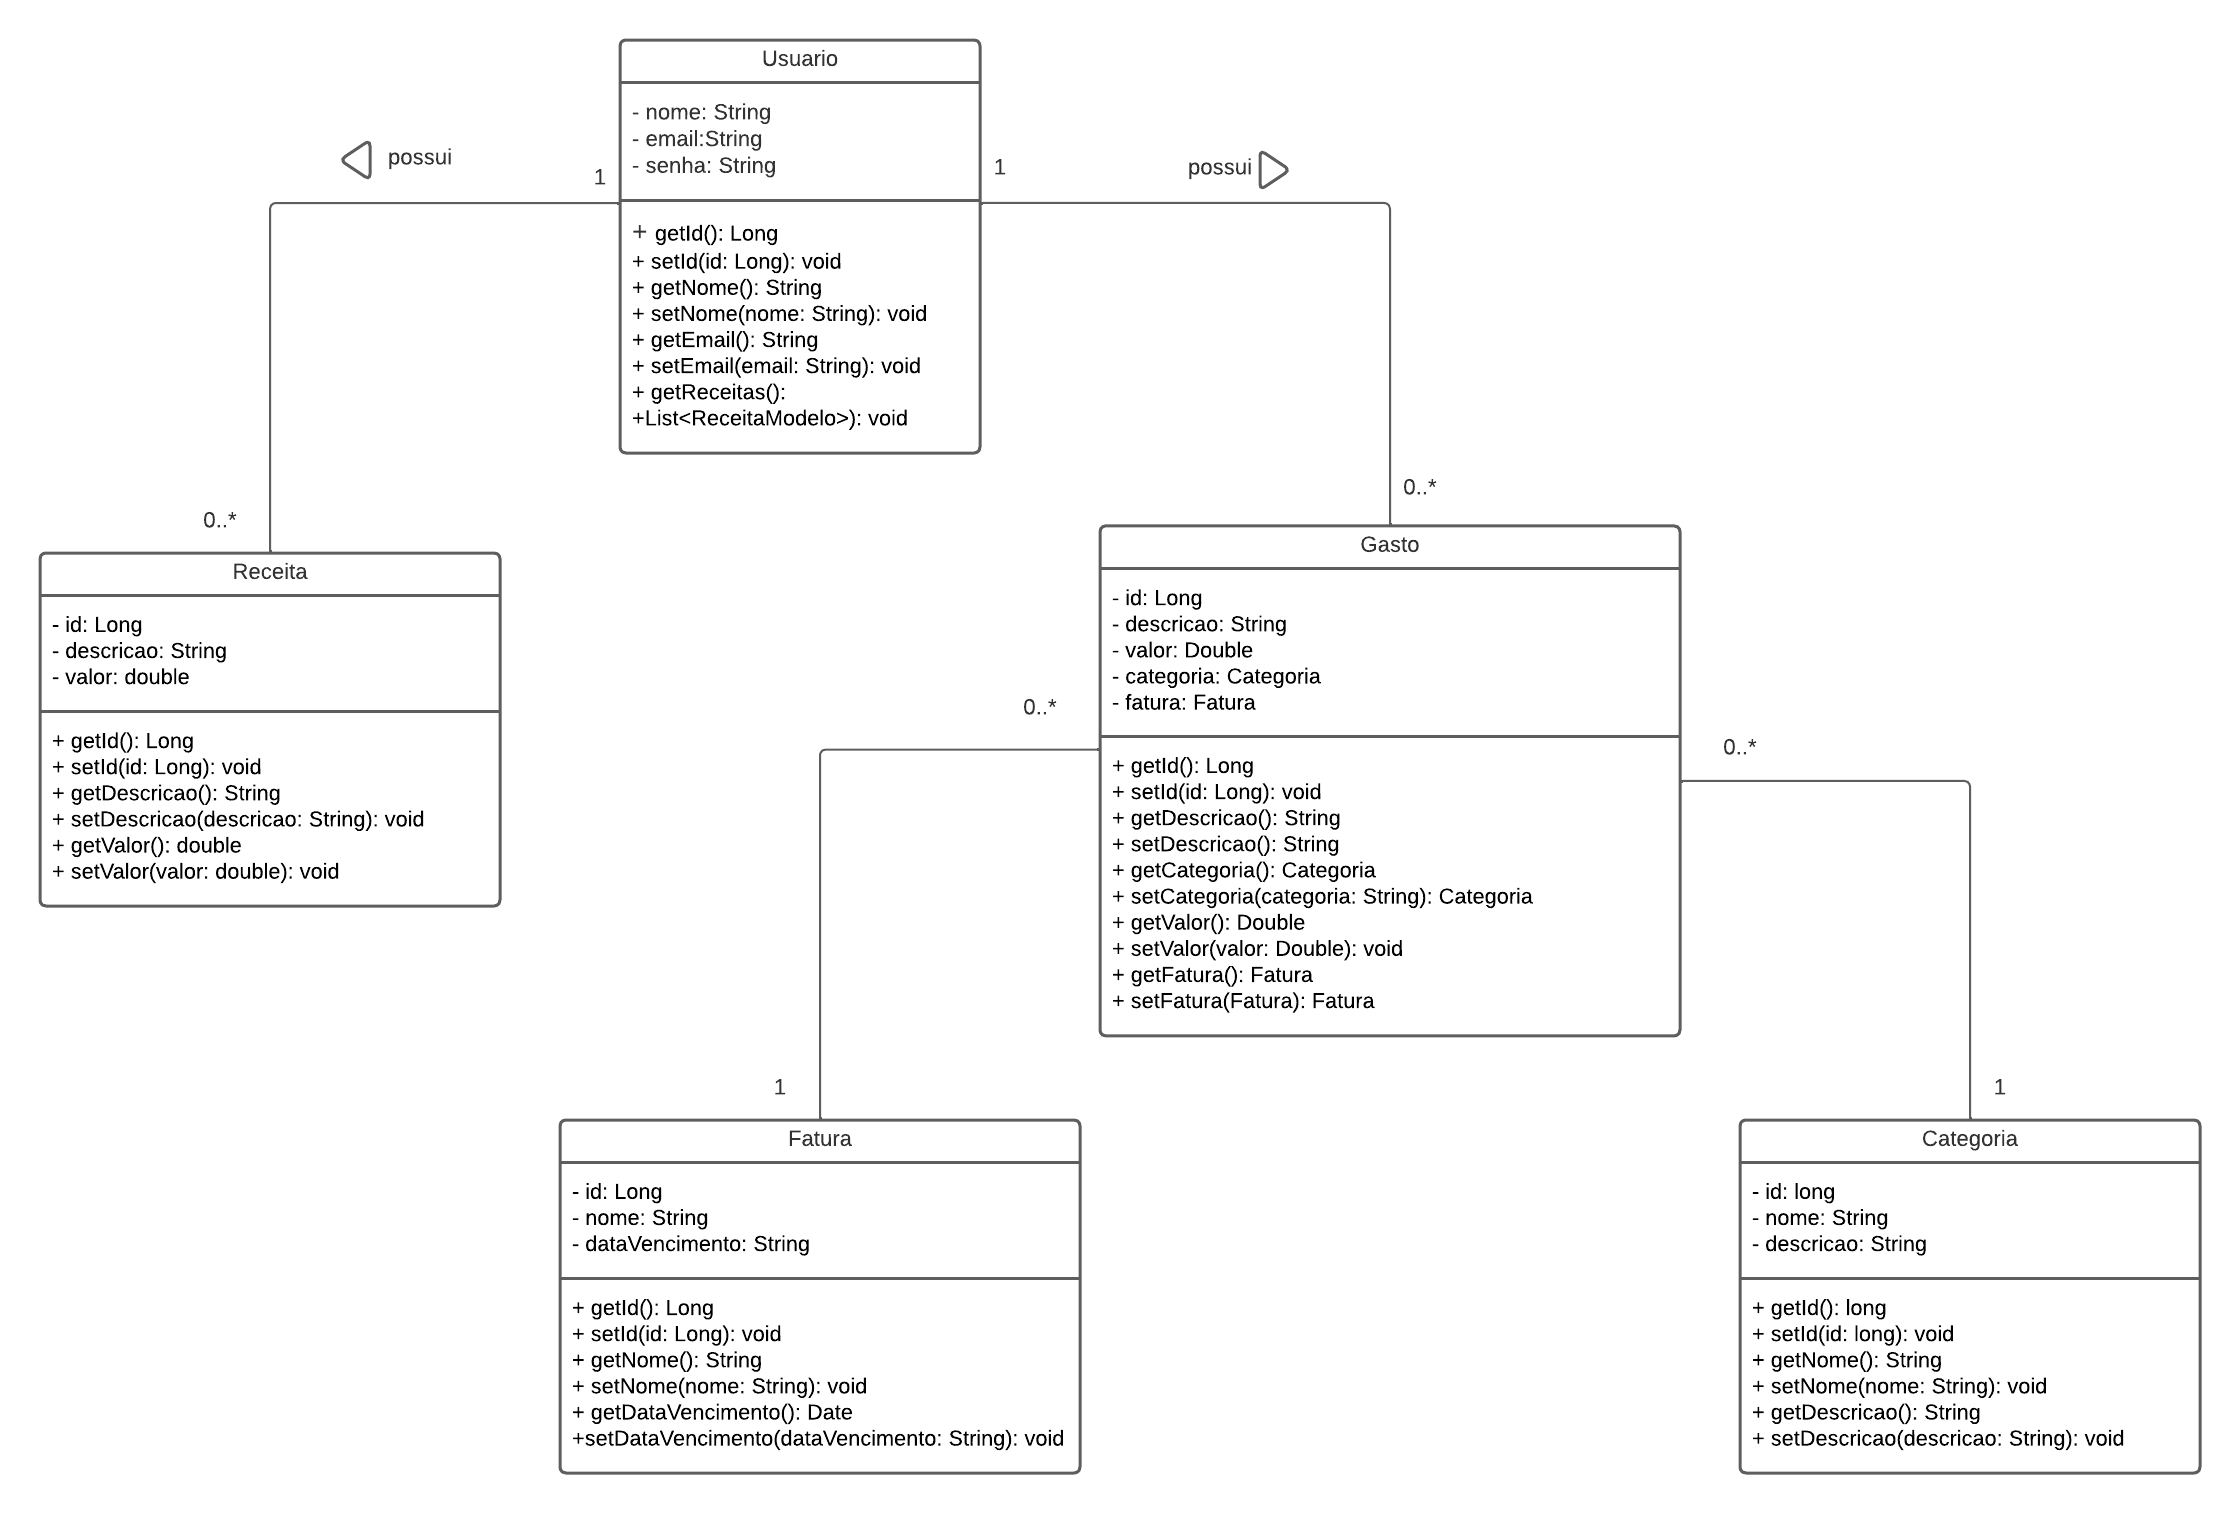 Usuario
- nome: String
- email:String
- senha: String
+ getId(): Long
+ setId(id: Long): void
+ getNome(): String
+ setNome(nome: String): void
+ getEmail(): String
+ setEmail(email: String): void
+ getReceitas():
+List<ReceitaModelo>): void
possui
1
1
possui
0..*
0..*
Receita
- id: Long
- descricao: String
- valor: double
+ getId(): Long
+ setId(id: Long): void
+ getDescricao(): String
+ setDescricao(descricao: String): void
+ getValor(): double
+ setValor(valor: double): void
Gasto
- id: Long
- descricao: String
- valor: Double
- categoria: Categoria
- fatura: Fatura
+ getId(): Long
+ setId(id: Long): void
+ getDescricao(): String
+ setDescricao(): String
+ getCategoria(): Categoria
+ setCategoria(categoria: String): Categoria
+ getValor(): Double
+ setValor(valor: Double): void
+ getFatura(): Fatura
+ setFatura(Fatura): Fatura
0..*
0..*
1
1
Fatura
- id: Long
- nome: String
- dataVencimento: String
+ getId(): Long
+ setId(id: Long): void
+ getNome(): String
+ setNome(nome: String): void
+ getDataVencimento(): Date
+setDataVencimento(dataVencimento: String): void
Categoria
- id: long
- nome: String
- descricao: String
+ getId(): long
+ setId(id: long): void
+ getNome(): String
+ setNome(nome: String): void
+ getDescricao(): String
+ setDescricao(descricao: String): void